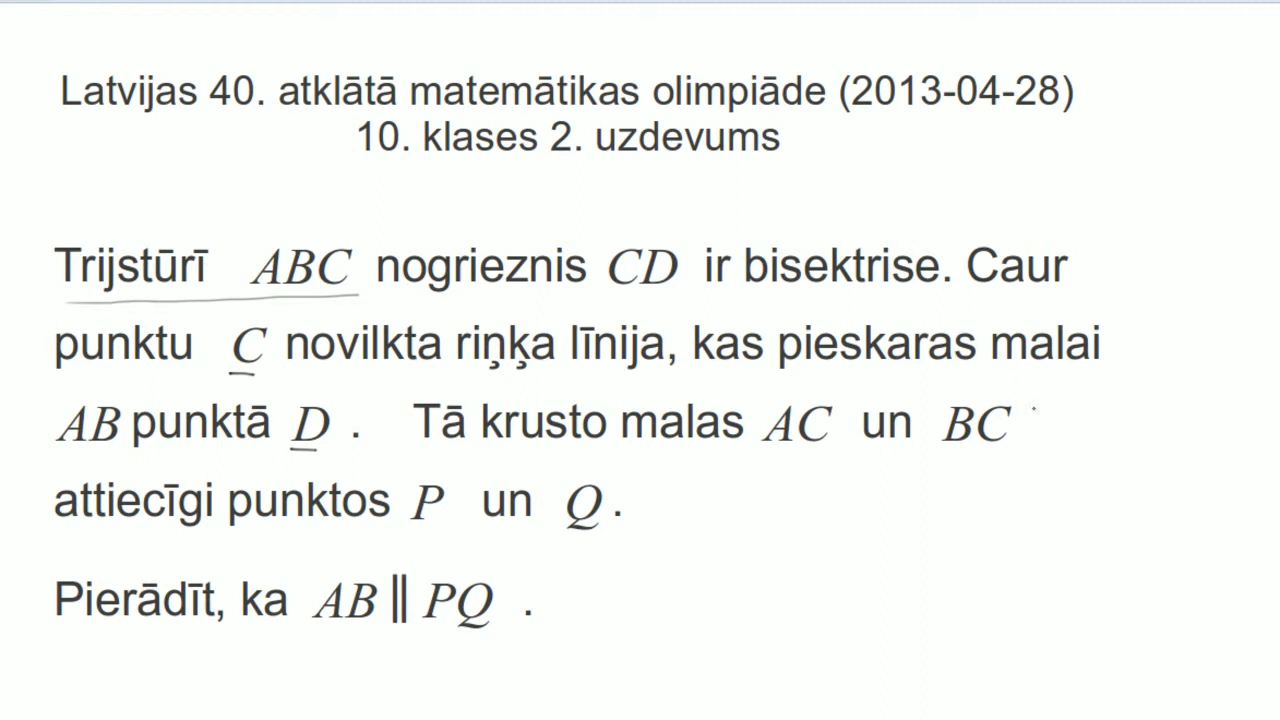 Latvijas 40. atklātā matemātikas olimpiāde (2013-04-28)
10. klases 2. uzdevums
Trijstūrī ABC nogrieznis CD ir bisektrise. Caur
punktu C novilkta riņķa līnija, kas pieskaras malai
AB punktā D . Tā krusto malas AC un BC
attiecīgi punktos P un Q .
Pierādīt, ka AB ∥ PQ .